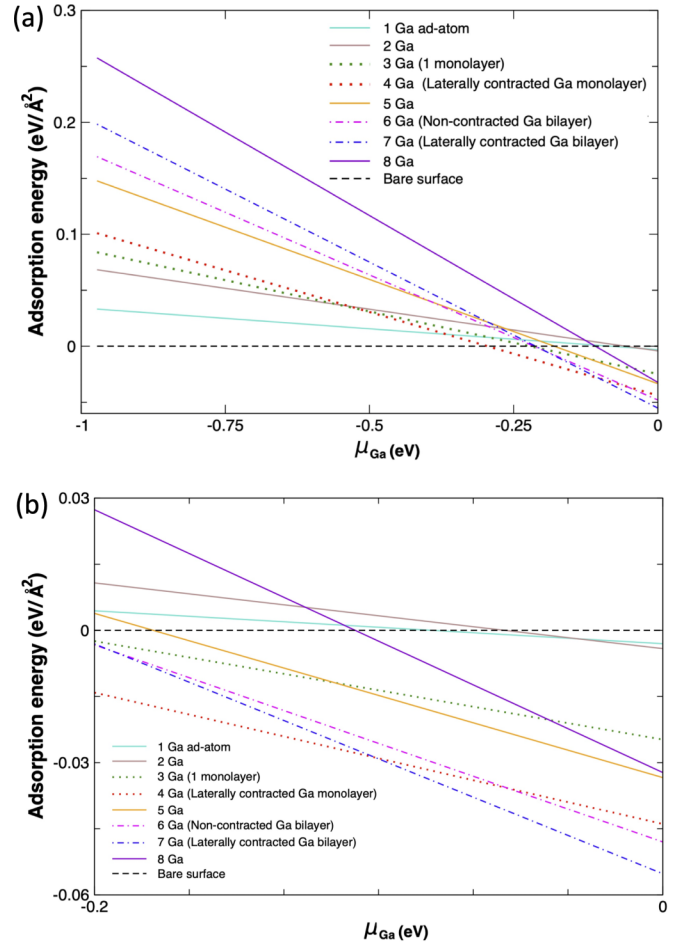 (a)
0.3
0.2
0.1
0
Adsorption energy (eV/Å²)
1 Ga ad-atom
2 Ga
3 Ga (1 monolayer)
4 Ga (Laterally contracted Ga monolayer)
5 Ga
6 Ga (Non-contracted Ga bilayer)
7 Ga (Laterally contracted Ga bilayer)
8 Ga
Bare surface
-1 -0.75 -0.5 -0.25 0
μGa (eV)
(b)
0.03
0
-0.03
-0.06
Adsorption energy (eV/Å²)
1 Ga ad-atom
2 Ga
3 Ga (1 monolayer)
4 Ga (Laterally contracted Ga monolayer)
5 Ga
6 Ga (Non-contracted Ga bilayer)
7 Ga (Laterally contracted Ga bilayer)
8 Ga
Bare surface
-0.2 0
μGa (eV)